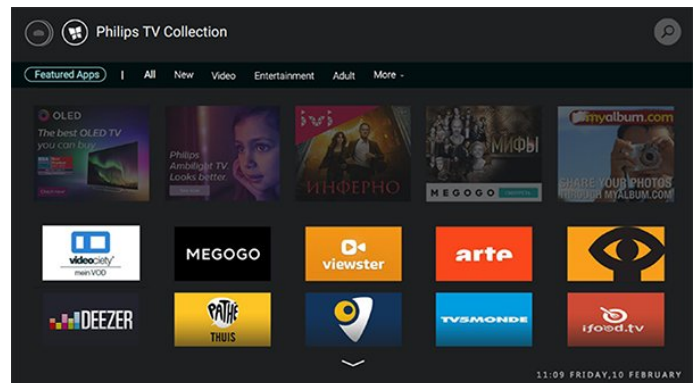 Philips TV Collection
Featured Apps | All New Video Entertainment Adult More
OLED
The best OLED TV
you can buy
Philips
Ambilight TV.
Looks better.
ivi
ИНФЕРНО
МИФЫ
MEGOGO
myalbum.com
SHARE YOUR PHOTOS
THROUGH MYALBUM.COM
videociety
mein VOD
MEGOGO
viewster
arte
DEEZER
PATHÉ
THUIS
TV5MONDE
ifood.tv
11:09 FRIDAY,10 FEBRUARY